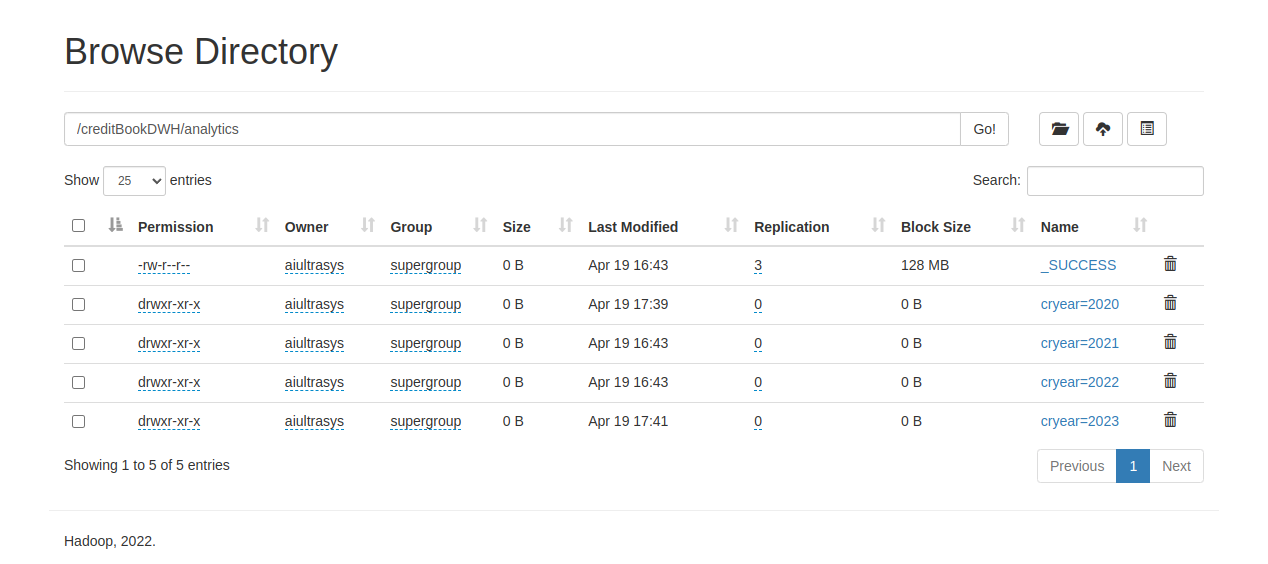 Browse Directory
/creditBookDWH/analytics Go!
Show 25 entries Search:
Permission Owner Group Size Last Modified Replication Block Size Name
-rw-r--r-- aiultrasys supergroup 0 B Apr 19 16:43 3 128 MB _SUCCESS
drwxr-xr-x aiultrasys supergroup 0 B Apr 19 17:39 0 0 B cryear=2020
drwxr-xr-x aiultrasys supergroup 0 B Apr 19 16:43 0 0 B cryear=2021
drwxr-xr-x aiultrasys supergroup 0 B Apr 19 16:43 0 0 B cryear=2022
drwxr-xr-x aiultrasys supergroup 0 B Apr 19 17:41 0 0 B cryear=2023
Showing 1 to 5 of 5 entries Previous 1 Next
Hadoop, 2022.